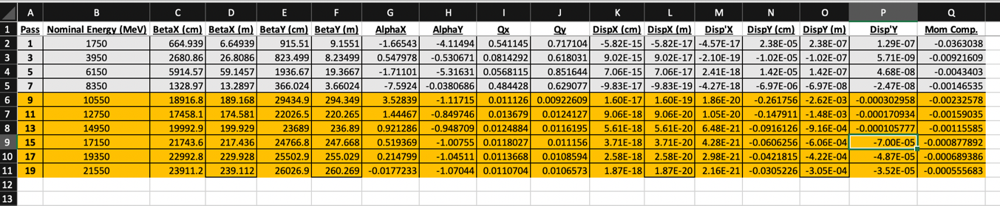 A B C D E F G H I J K L M N O P Q
1 Pass Nominal Energy (MeV) BetaX (cm) BetaX (m) BetaY (cm) BetaY (m) AlphaX AlphaY Qx Qy DispX (cm) DispX (m) Disp'X DispY (cm) DispY (m) Disp'Y Mom Comp.
2 1 1750 664.939 6.64939 915.51 9.1551 -1.66543 -4.11494 0.541145 0.717104 -5.82E-15 -5.82E-17 -4.57E-17 2.38E-05 2.38E-07 1.29E-07 -0.0363038
3 3 3950 2680.86 26.8086 823.499 8.23499 0.547978 -0.530671 0.0814292 0.618031 9.02E-15 9.02E-17 -2.10E-19 -1.02E-05 -1.02E-07 5.71E-09 -0.00921609
4 5 6150 5914.57 59.1457 1936.67 19.3667 -1.71101 -5.31631 0.0568115 0.851644 7.06E-15 7.06E-17 2.41E-18 1.42E-05 1.42E-07 4.68E-08 -0.0043403
5 7 8350 1328.97 13.2897 366.024 3.66024 -7.5924 -0.0380686 0.484428 0.629077 -9.83E-17 -9.83E-19 -4.27E-18 -6.97E-06 -6.97E-08 -2.47E-08 -0.00146535
6 9 10550 18916.8 189.168 29434.9 294.349 3.52839 -1.11715 0.011126 0.00922609 1.60E-17 1.60E-19 1.86E-20 -0.261756 -2.62E-03 -0.000302958 -0.00232578
7 11 12750 17458.1 174.581 22026.5 220.265 1.44467 -0.849746 0.013679 0.0124127 9.06E-18 9.06E-20 1.05E-20 -0.147911 -1.48E-03 -0.000170934 -0.00159035
8 13 14950 19992.9 199.929 23689 236.89 0.921286 -0.948709 0.0124884 0.0116195 5.61E-18 5.61E-20 6.48E-21 -0.0916126 -9.16E-04 -0.000105777 -0.00115585
9 15 17150 21743.6 217.436 24766.8 247.668 0.519369 -1.00755 0.0118027 0.011156 3.71E-18 3.71E-20 4.28E-21 -0.0606256 -6.06E-04 -7.00E-05 -0.000877892
10 17 19350 22992.8 229.928 25502.9 255.029 0.214799 -1.04511 0.0113668 0.0108594 2.58E-18 2.58E-20 2.98E-21 -0.0421815 -4.22E-04 -4.87E-05 -0.000689386
11 19 21550 23911.2 239.112 26026.9 260.269 -0.0177233 -1.07044 0.0110704 0.0106573 1.87E-18 1.87E-20 2.16E-21 -0.0305226 -3.05E-04 -3.52E-05 -0.000555683
12
13